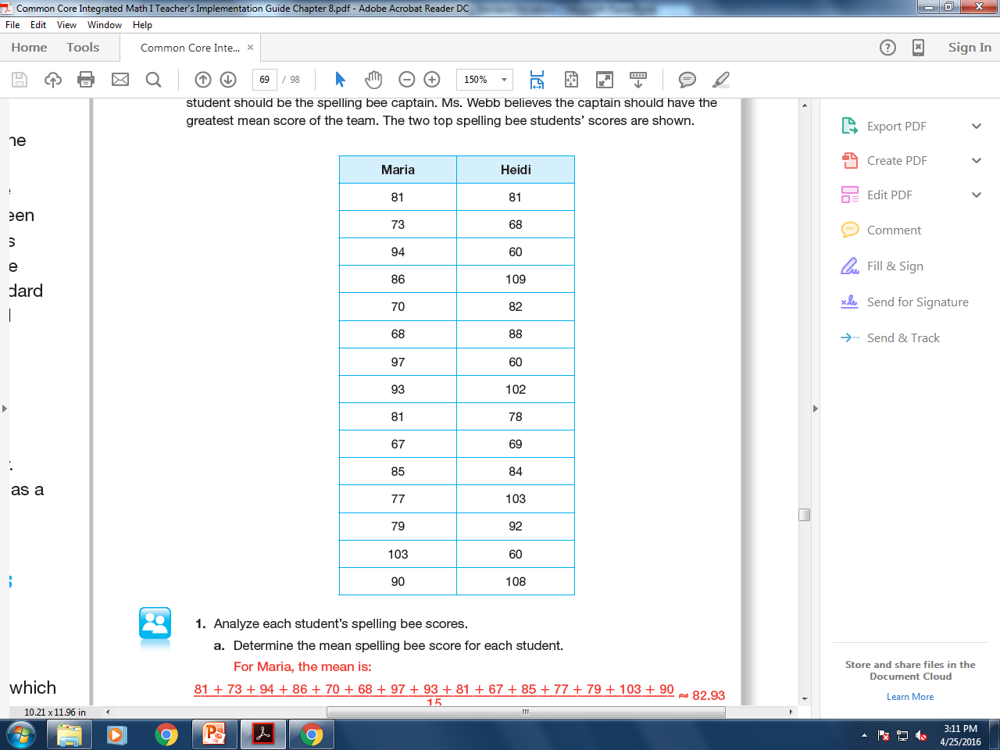 Common Core Integrated Math I Teacher's Implementation Guide Chapter 8.pdf - Adobe Acrobat Reader DC
File Edit View Window Help
Home Tools Common Core Inte... × Sign In
69 / 98 150%
student should be the spelling bee captain. Ms. Webb believes the captain should have the
greatest mean score of the team. The two top spelling bee students' scores are shown.
ne
een
s
e
dard
as a
which
Maria Heidi
81 81
73 68
94 60
86 109
70 82
68 88
97 60
93 102
81 78
67 69
85 84
77 103
79 92
103 60
90 108
1. Analyze each student's spelling bee scores.
a. Determine the mean spelling bee score for each student.
For Maria, the mean is:
81 + 73 + 94 + 86 + 70 + 68 + 97 + 93 + 81 + 67 + 85 + 77 + 79 + 103 + 90 ≈ 82.93
15
Export PDF
Create PDF
Edit PDF
Comment
Fill & Sign
Send for Signature
Send & Track
Store and share files in the
Document Cloud
Learn More
10.21 x 11.96 in
3:11 PM
4/25/2016